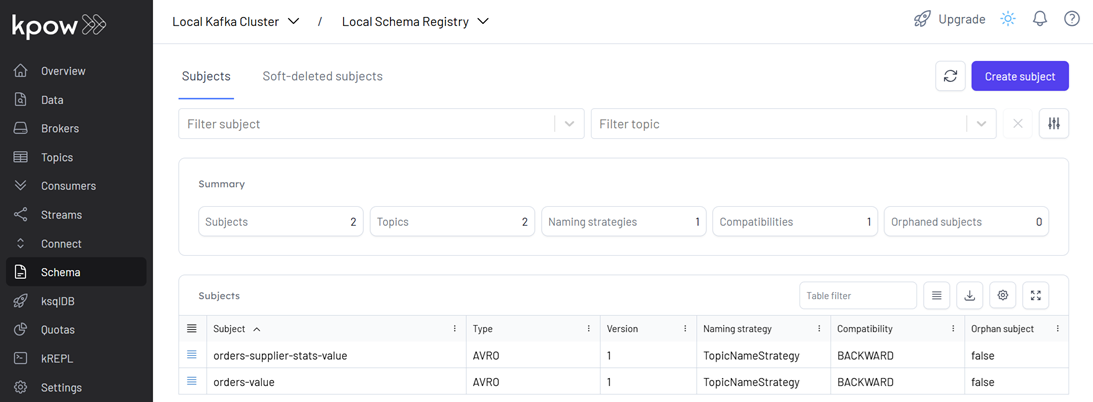 kpow
Local Kafka Cluster / Local Schema Registry
Upgrade
Overview
Data
Brokers
Topics
Consumers
Streams
Connect
Schema
ksqlDB
Quotas
kREPL
Settings
Subjects Soft-deleted subjects
Create subject
Filter subject Filter topic
Summary
Subjects 2 Topics 2 Naming strategies 1 Compatibilities 1 Orphaned subjects 0
Subjects
Table filter
Subject Type Version Naming strategy Compatibility Orphan subject
orders-supplier-stats-value AVRO 1 TopicNameStrategy BACKWARD false
orders-value AVRO 1 TopicNameStrategy BACKWARD false